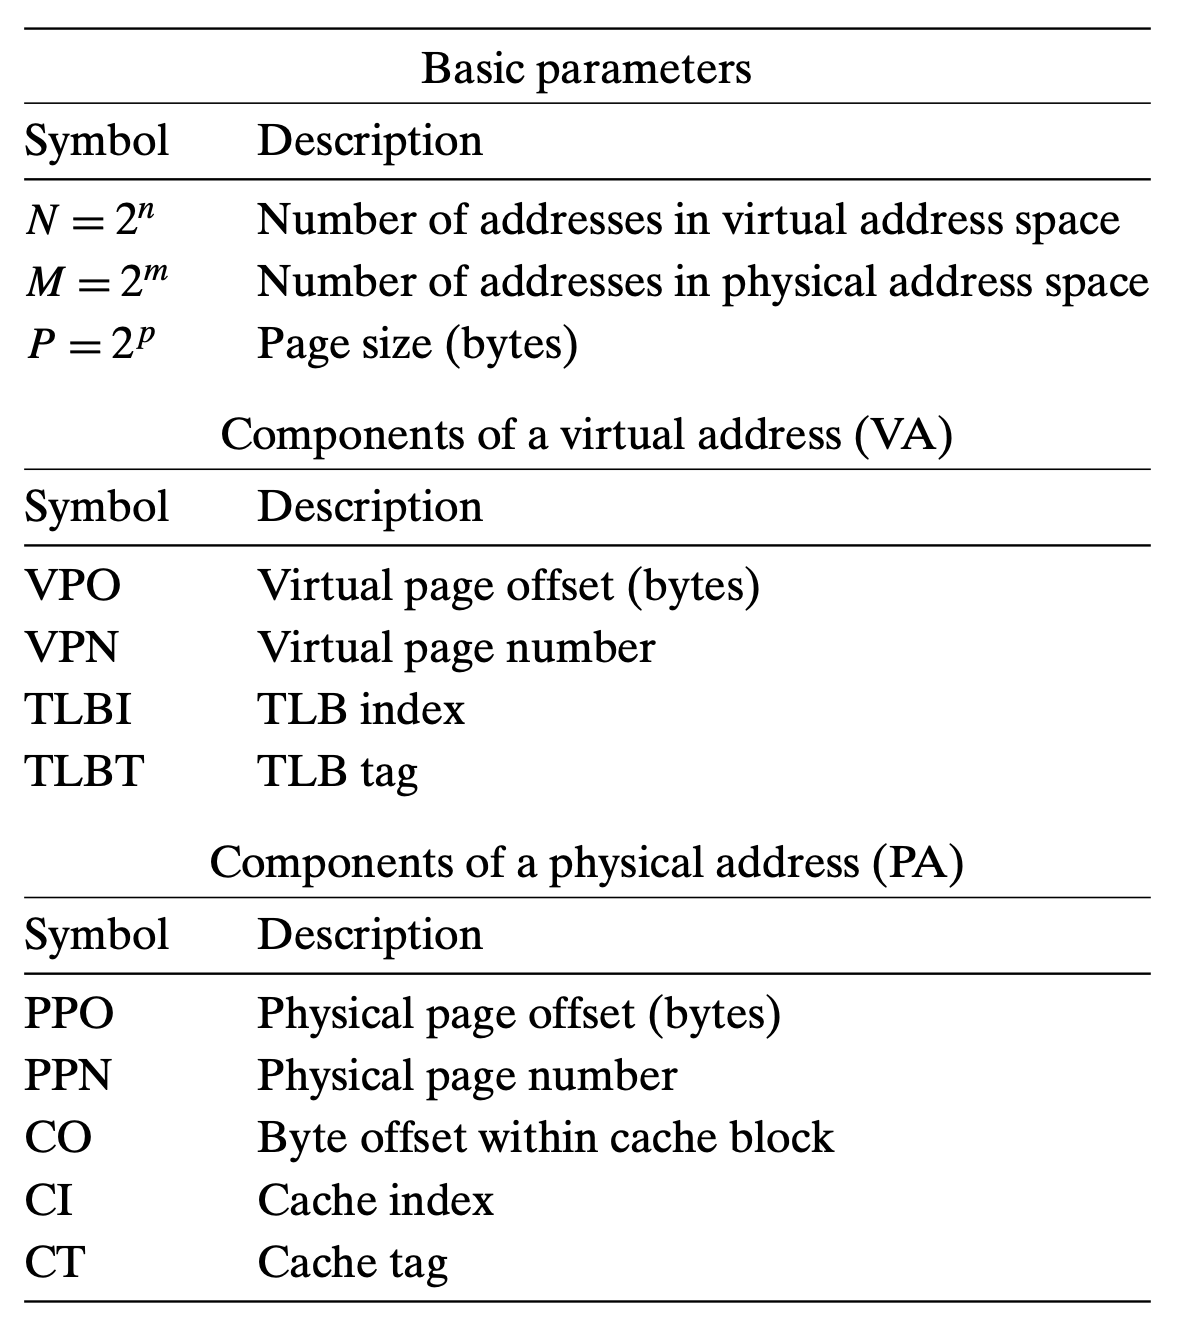 Basic parameters
Symbol Description
N = 2ⁿ Number of addresses in virtual address space
M = 2ᵐ Number of addresses in physical address space
P = 2ᵖ Page size (bytes)
Components of a virtual address (VA)
Symbol Description
VPO Virtual page offset (bytes)
VPN Virtual page number
TLBI TLB index
TLBT TLB tag
Components of a physical address (PA)
Symbol Description
PPO Physical page offset (bytes)
PPN Physical page number
CO Byte offset within cache block
CI Cache index
CT Cache tag